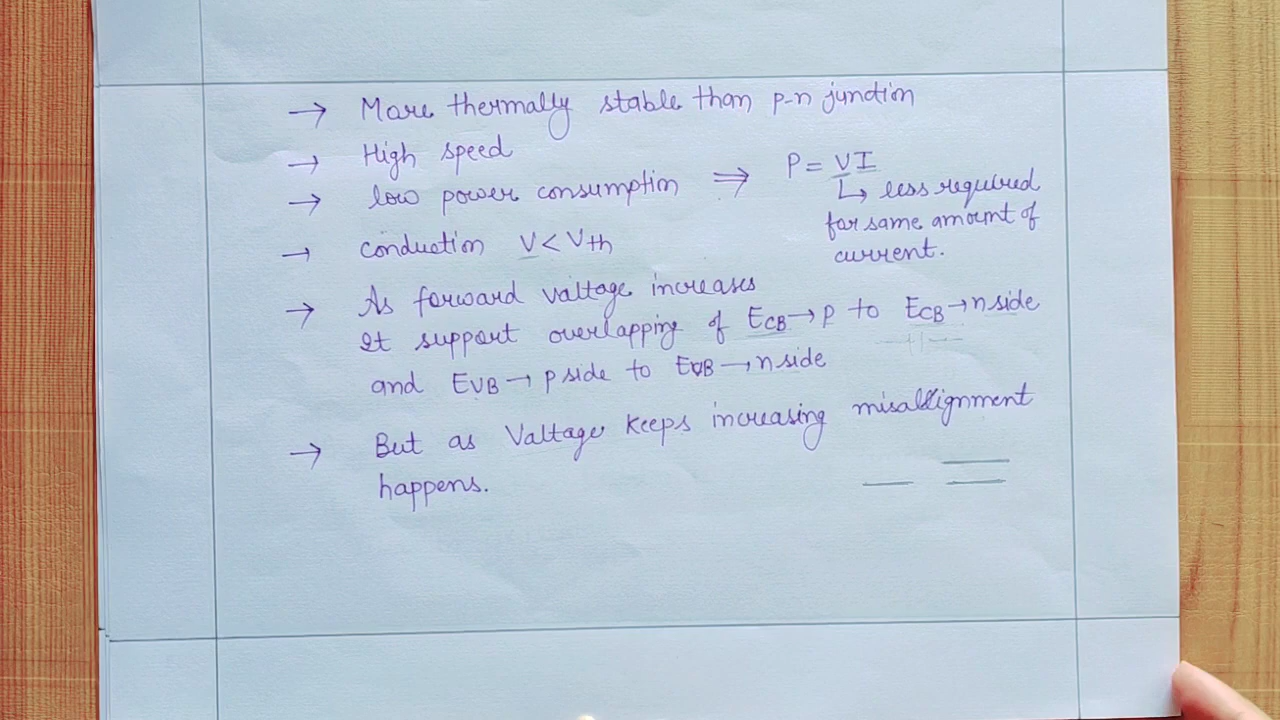 → More thermally stable than p-n junction
→ High speed
→ low power consumption ⇒ P = VI
↳ less required
for same amount of
current.
→ conduction V < Vth
→ As forward voltage increases
It support overlapping of ECB → p to ECB → n side
and EVB → p side to EVB → n side
→ But as Voltage keeps increasing misallignment
happens.